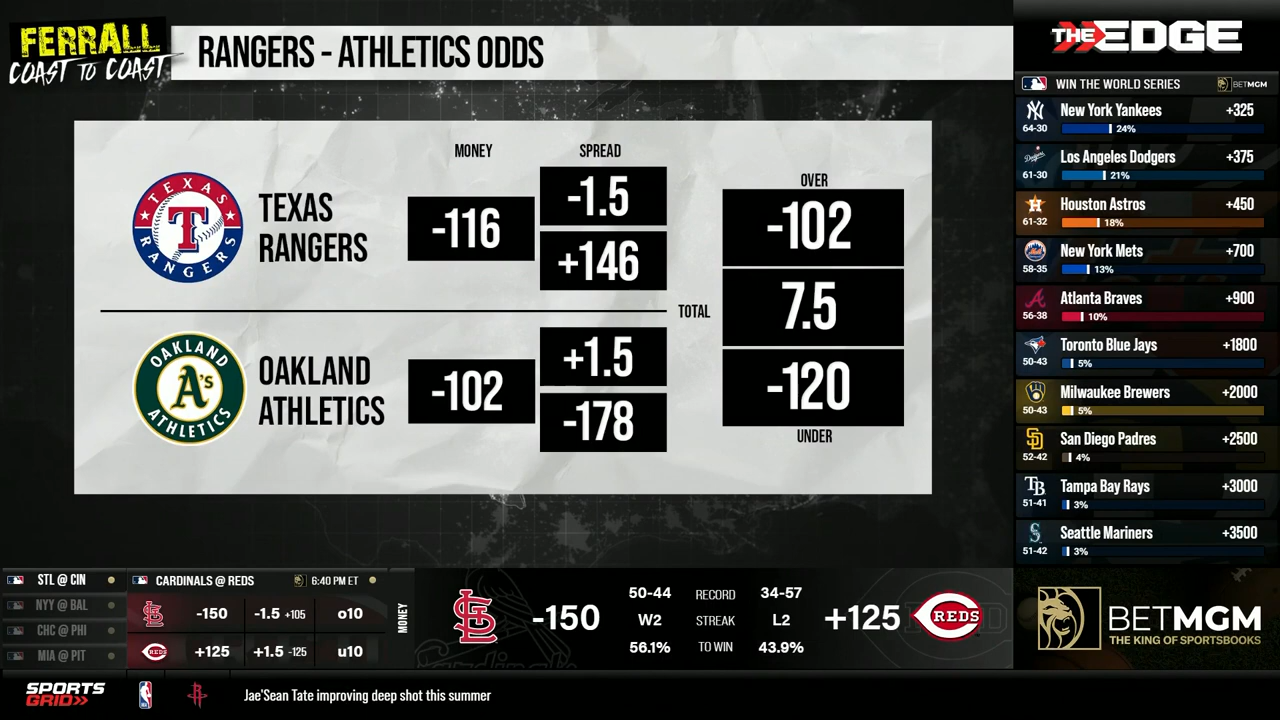 FERRALL
COAST TO COAST
RANGERS - ATHLETICS ODDS
MONEY
SPREAD
TEXAS
RANGERS
TEXAS
RANGERS
-116
-1.5
+146
OAKLAND
A's
ATHLETICS
OAKLAND
ATHLETICS
-102
+1.5
-178
TOTAL
OVER
-102
7.5
-120
UNDER
THE EDGE
WIN THE WORLD SERIES
BETMGM
New York Yankees +325
64-30 24%
Los Angeles Dodgers +375
61-30 21%
Houston Astros +450
61-32 18%
New York Mets +700
58-35 13%
Atlanta Braves +900
56-38 10%
Toronto Blue Jays +1800
50-43 5%
Milwaukee Brewers +2000
50-43 5%
San Diego Padres +2500
52-42 4%
Tampa Bay Rays +3000
51-41 3%
Seattle Mariners +3500
51-42 3%
STL @ CIN
NYY @ BAL
CHC @ PHI
MIA @ PIT
CARDINALS @ REDS 6:40 PM ET
-150 -1.5 +105 o10
+125 +1.5 -125 u10
MONEY
-150
50-44 RECORD 34-57
W2 STREAK L2
56.1% TO WIN 43.9%
+125
REDS
BETMGM
THE KING OF SPORTSBOOKS
SPORTS
GRID
Jae'Sean Tate improving deep shot this summer